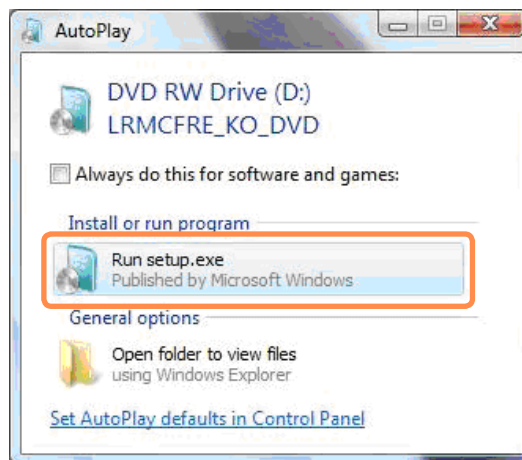 AutoPlay
DVD RW Drive (D:)
LRMCFRE_KO_DVD
Always do this for software and games:
Install or run program
Run setup.exe
Published by Microsoft Windows
General options
Open folder to view files
using Windows Explorer
Set AutoPlay defaults in Control Panel